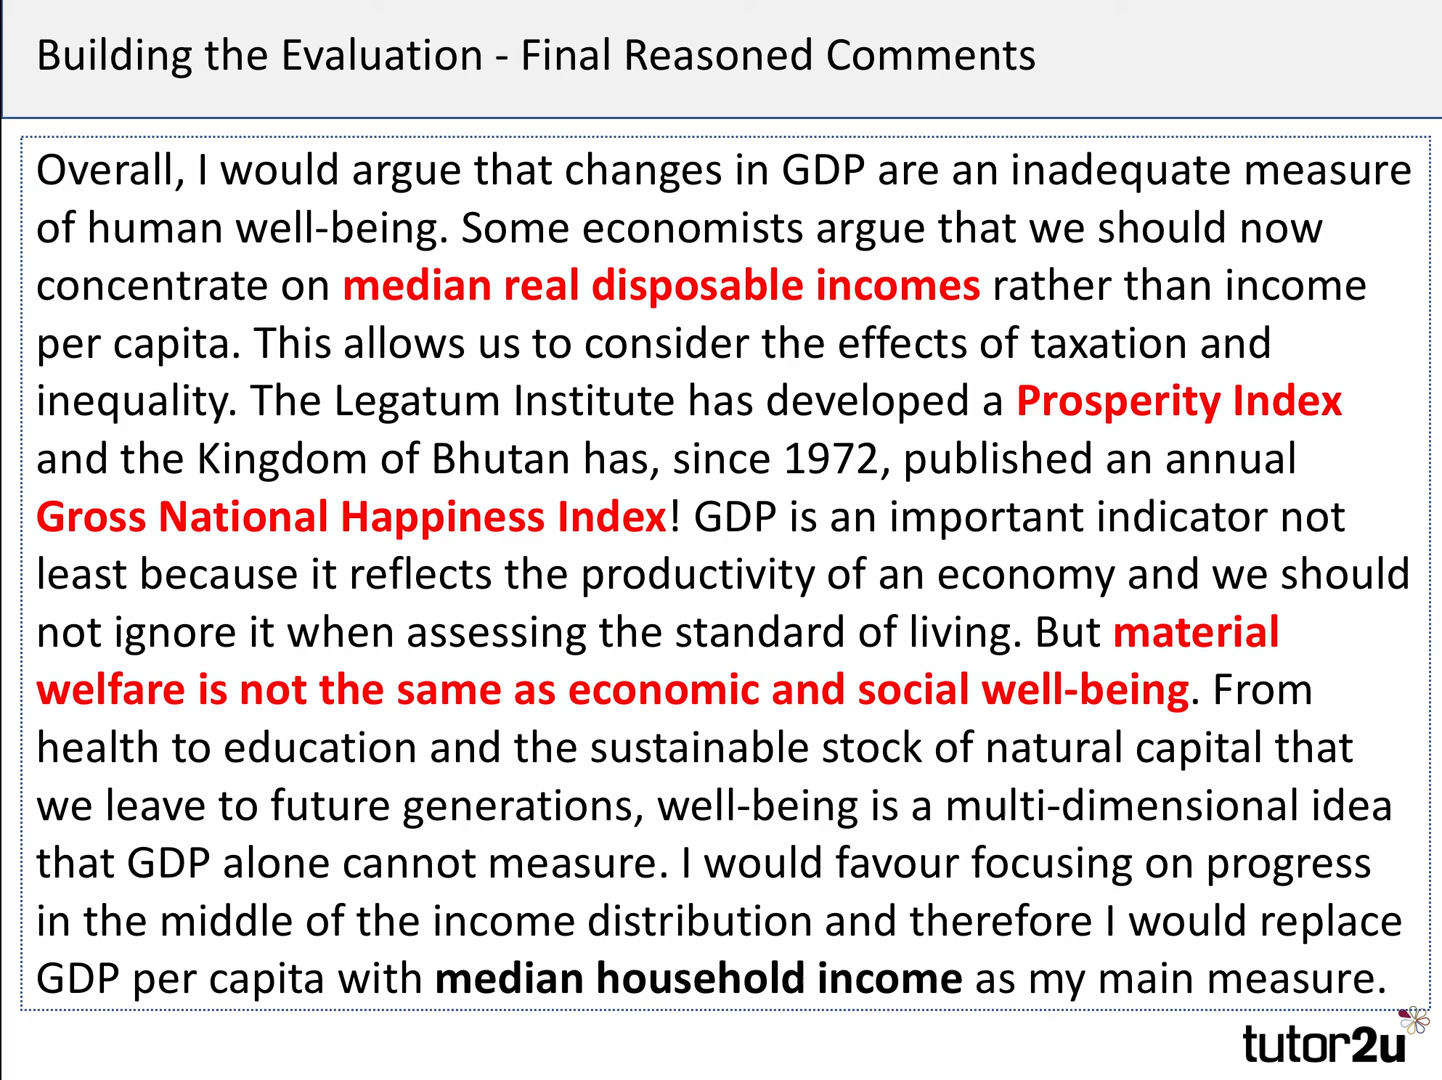 Building the Evaluation - Final Reasoned Comments
Overall, I would argue that changes in GDP are an inadequate measure
of human well-being. Some economists argue that we should now
concentrate on median real disposable incomes rather than income
per capita. This allows us to consider the effects of taxation and
inequality. The Legatum Institute has developed a Prosperity Index
and the Kingdom of Bhutan has, since 1972, published an annual
Gross National Happiness Index! GDP is an important indicator not
least because it reflects the productivity of an economy and we should
not ignore it when assessing the standard of living. But material
welfare is not the same as economic and social well-being. From
health to education and the sustainable stock of natural capital that
we leave to future generations, well-being is a multi-dimensional idea
that GDP alone cannot measure. I would favour focusing on progress
in the middle of the income distribution and therefore I would replace
GDP per capita with median household income as my main measure.
tutor2u